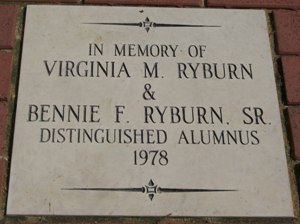 IN MEMORY OF
VIRGINIA M. RYBURN
&
BENNIE F. RYBURN. SR.
DISTINGUISHED ALUMNUS
1978